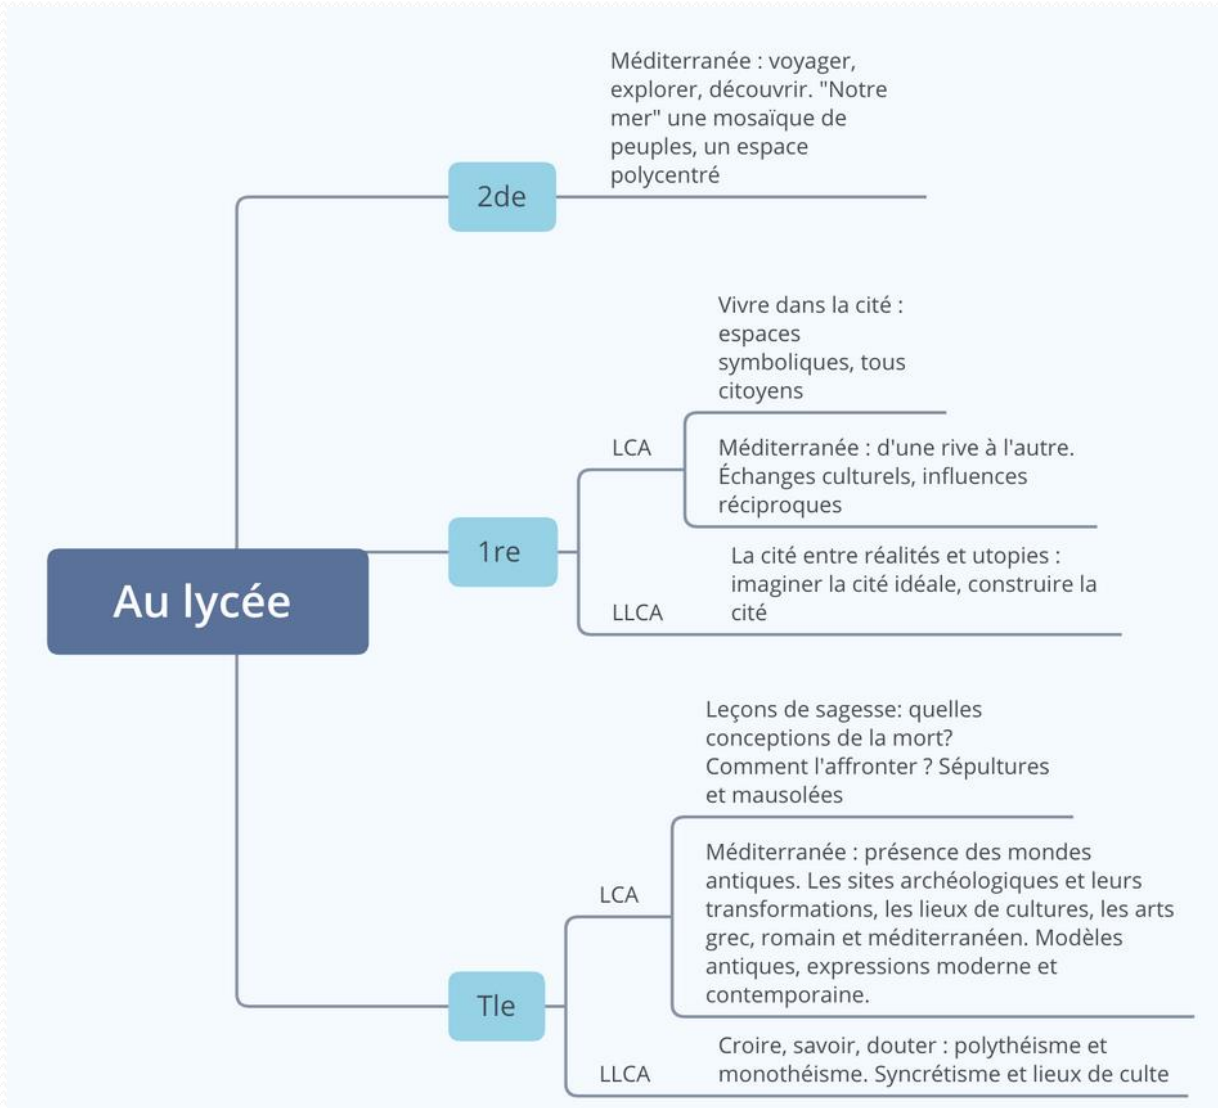 Méditerranée : voyager,
explorer, découvrir. "Notre
mer" une mosaïque de
peuples, un espace
polycentré
2de
Vivre dans la cité :
espaces
symboliques, tous
citoyens
LCA
Méditerranée : d'une rive à l'autre.
Échanges culturels, influences
réciproques
1re
La cité entre réalités et utopies :
imaginer la cité idéale, construire la
cité
LLCA
Au lycée
Leçons de sagesse: quelles
conceptions de la mort?
Comment l'affronter ? Sépultures
et mausolées
LCA
Méditerranée : présence des mondes
antiques. Les sites archéologiques et leurs
transformations, les lieux de cultures, les arts
grec, romain et méditerranéen. Modèles
antiques, expressions moderne et
contemporaine.
Tle
Croire, savoir, douter : polythéisme et
monothéisme. Syncrétisme et lieux de culte
LLCA